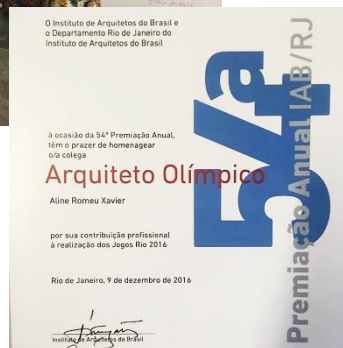 O Instituto de Arquitetos do Brasil e
o Departamento Rio de Janeiro do
Instituto de Arquitetos do Brasil
à ocasião da 54ª Premiação Anual,
têm o prazer de homenagear
o/a colega
Arquiteto Olímpico
Aline Romeu Xavier
por sua contribuição profissional
à realização dos Jogos Rio 2016
Rio de Janeiro, 9 de dezembro de 2016
Instituto de Arquitetos do Brasil
54ª
Premiação Anual IAB/RJ